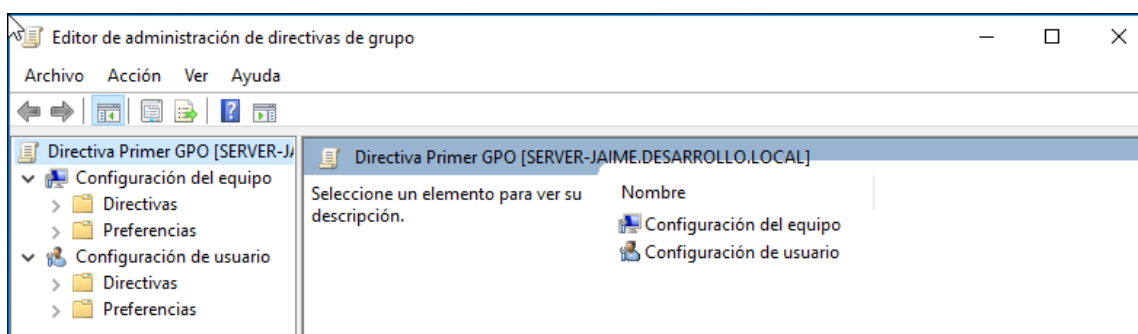 Editor de administración de directivas de grupo
Archivo Acción Ver Ayuda
Directiva Primer GPO [SERVER-JA
Configuración del equipo
Directivas
Preferencias
Configuración de usuario
Directivas
Preferencias
Directiva Primer GPO [SERVER-JAIME.DESARROLLO.LOCAL]
Seleccione un elemento para ver su
descripción.
Nombre
Configuración del equipo
Configuración de usuario